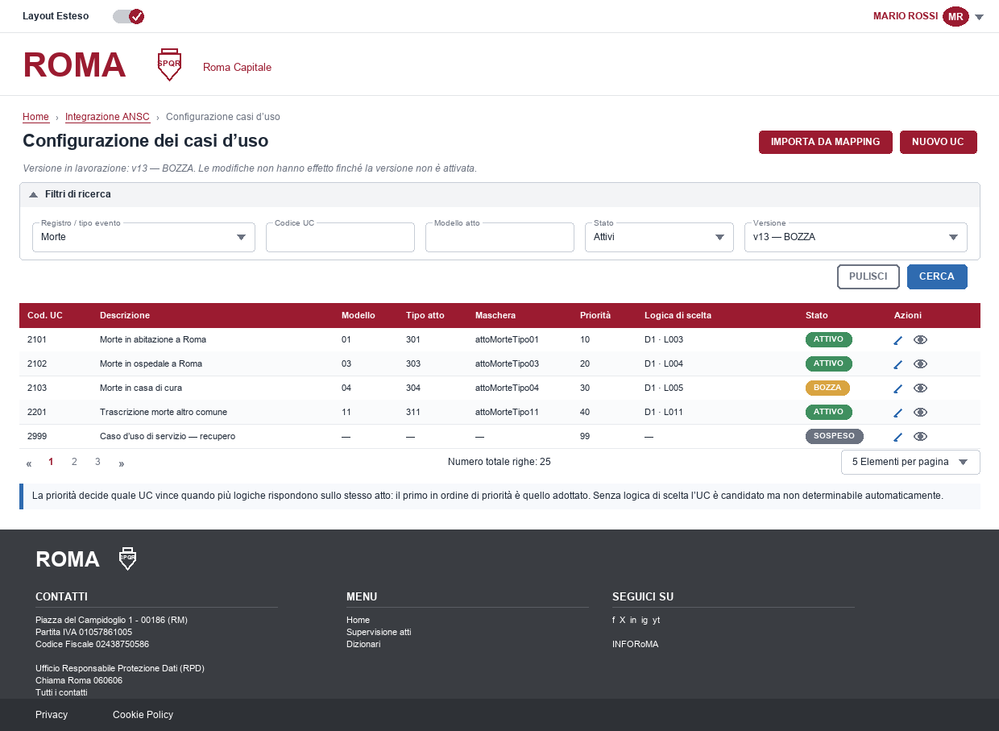 Layout Esteso
MARIO ROSSI MR
ROMA SPQR Roma Capitale
Home › Integrazione ANSC › Configurazione casi d’uso
Configurazione dei casi d’uso
IMPORTA DA MAPPING NUOVO UC
Versione in lavorazione: v13 — BOZZA. Le modifiche non hanno effetto finché la versione non è attivata.
Filtri di ricerca
Registro / tipo evento Codice UC Modello atto Stato Versione
Morte Attivi v13 — BOZZA
PULISCI CERCA
Cod. UC Descrizione Modello Tipo atto Maschera Priorità Logica di scelta Stato Azioni
2101 Morte in abitazione a Roma 01 301 attoMorteTipo01 10 D1 · L003 ATTIVO
2102 Morte in ospedale a Roma 03 303 attoMorteTipo03 20 D1 · L004 ATTIVO
2103 Morte in casa di cura 04 304 attoMorteTipo04 30 D1 · L005 BOZZA
2201 Trascrizione morte altro comune 11 311 attoMorteTipo11 40 D1 · L011 ATTIVO
2999 Caso d’uso di servizio — recupero — — — 99 — SOSPESO
« 1 2 3 » Numero totale righe: 25 5 Elementi per pagina
La priorità decide quale UC vince quando più logiche rispondono sullo stesso atto: il primo in ordine di priorità è quello adottato. Senza logica di scelta l’UC è candidato ma non determinabile automaticamente.
ROMA SPQR
CONTATTI
Piazza del Campidoglio 1 - 00186 (RM)
Partita IVA 01057861005
Codice Fiscale 02438750586
Ufficio Responsabile Protezione Dati (RPD)
Chiama Roma 060606
Tutti i contatti
MENU
Home
Supervisione atti
Dizionari
SEGUICI SU
f X in ig yt
INFORoMA
Privacy Cookie Policy